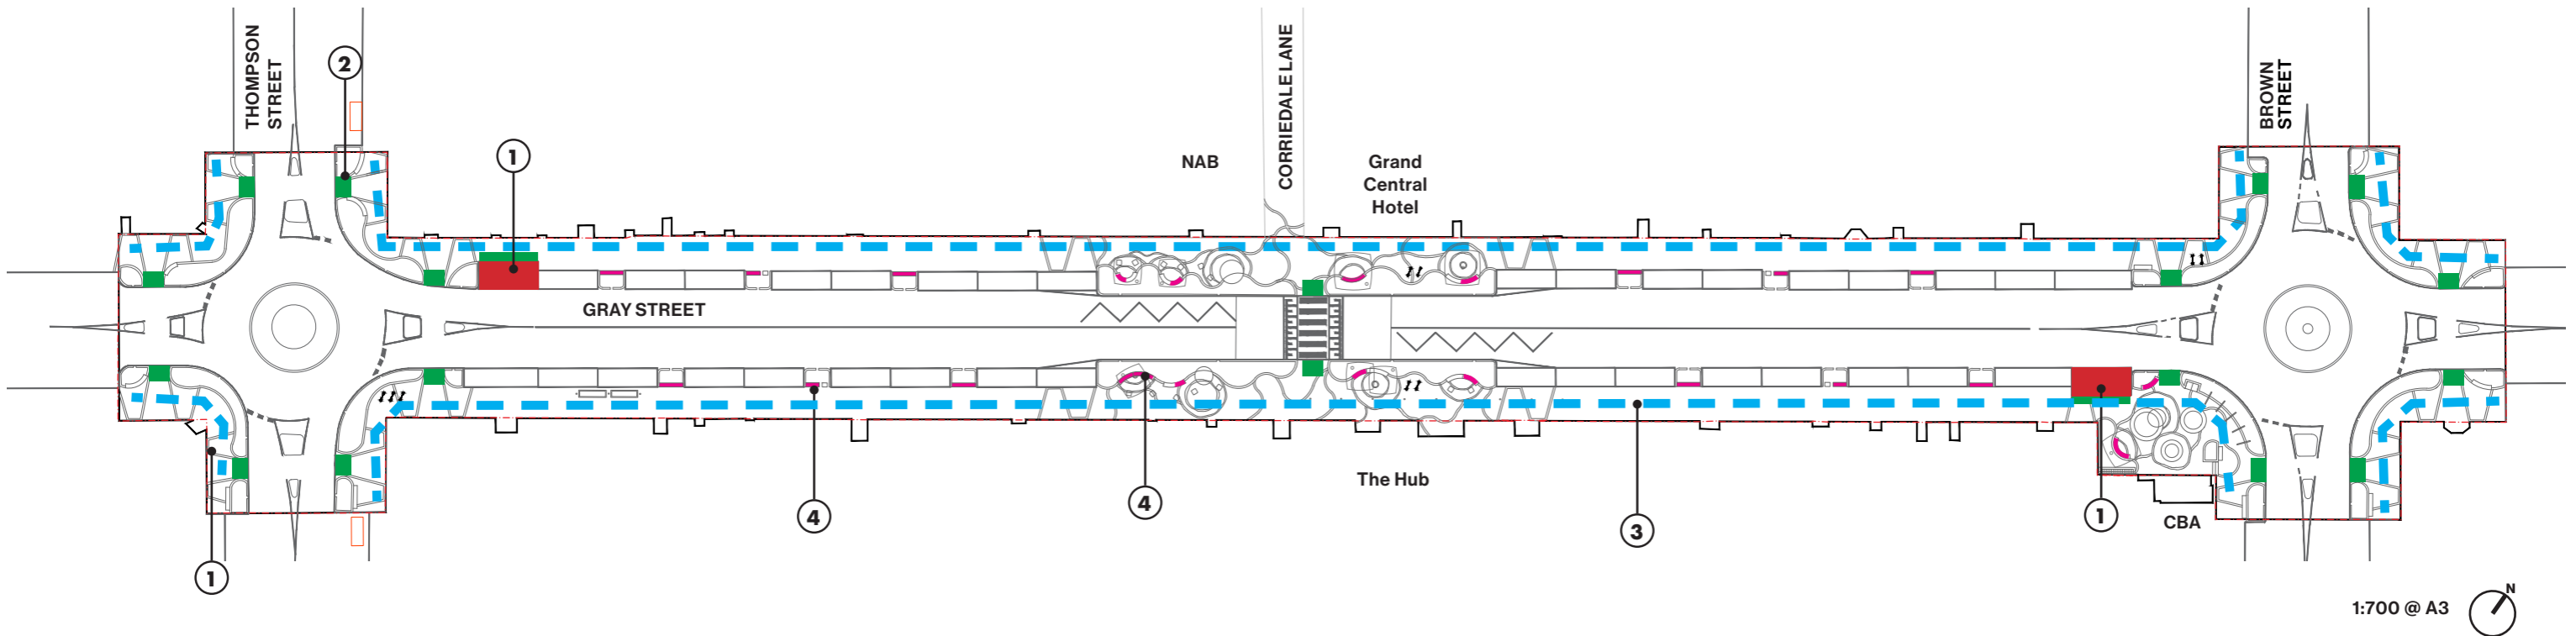 THOMPSON
STREET
2
1
NAB
CORRIEDALE LANE
Grand
Central
Hotel
BROWN
STREET
GRAY STREET
The Hub
4
4
3
1
CBA
1
1:700 @ A3
N